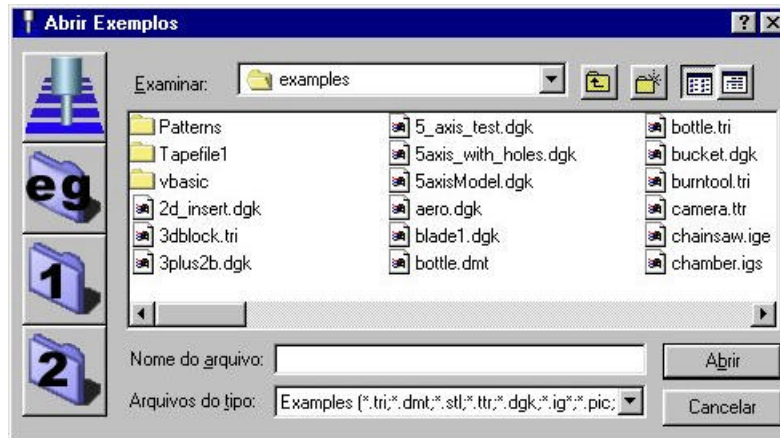 Abrir Exemplos
Examinar: examples
eg
1
2
Patterns 5_axis_test.dgk bottle.tri
Tapefile1 5axis_with_holes.dgk bucket.dgk
vbasic 5axisModel.dgk burntool.tri
2d_insert.dgk aero.dgk camera.ttr
3dblock.tri blade1.dgk chainsaw.ige
3plus2b.dgk bottle.dmt chamber.igs
Nome do arquivo: Abrir
Arquivos do tipo: Examples (*.tri;*.dmt;*.stl;*.ttr;*.dgk;*.ig*;*.pic; Cancelar